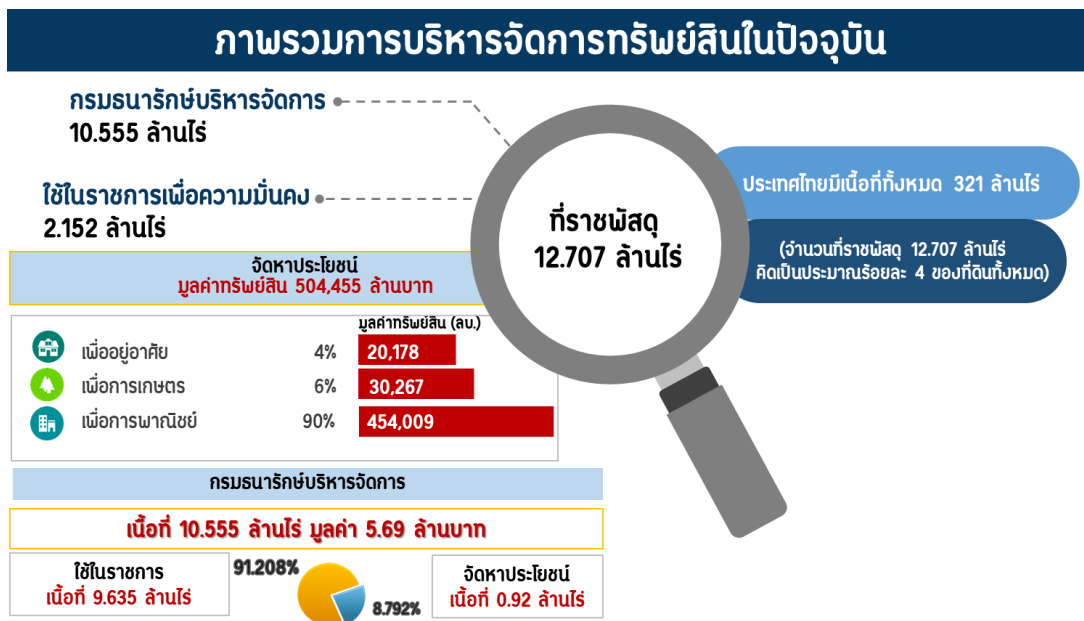 ภาพรวมการบริหารจัดการทรัพย์สินในปัจจุบัน
กรมธนารักษ์บริหารจัดการ
10.555 ล้านไร่
ใช้ในราชการเพื่อความมั่นคง
2.152 ล้านไร่
ที่ราชพัสดุ
12.707 ล้านไร่
ประเทศไทยมีเนื้อที่ทั้งหมด 321 ล้านไร่
(จำนวนที่ราชพัสดุ 12.707 ล้านไร่
คิดเป็นประมาณร้อยละ 4 ของที่ดินทั้งหมด)
จัดหาประโยชน์
มูลค่าทรัพย์สิน 504,455 ล้านบาท
มูลค่าทรัพย์สิน (ลบ.)
เพื่ออยู่อาศัย 4% 20,178
เพื่อการเกษตร 6% 30,267
เพื่อการพาณิชย์ 90% 454,009
กรมธนารักษ์บริหารจัดการ
เนื้อที่ 10.555 ล้านไร่ มูลค่า 5.69 ล้านบาท
ใช้ในราชการ
เนื้อที่ 9.635 ล้านไร่
91.208%
8.792%
จัดหาประโยชน์
เนื้อที่ 0.92 ล้านไร่